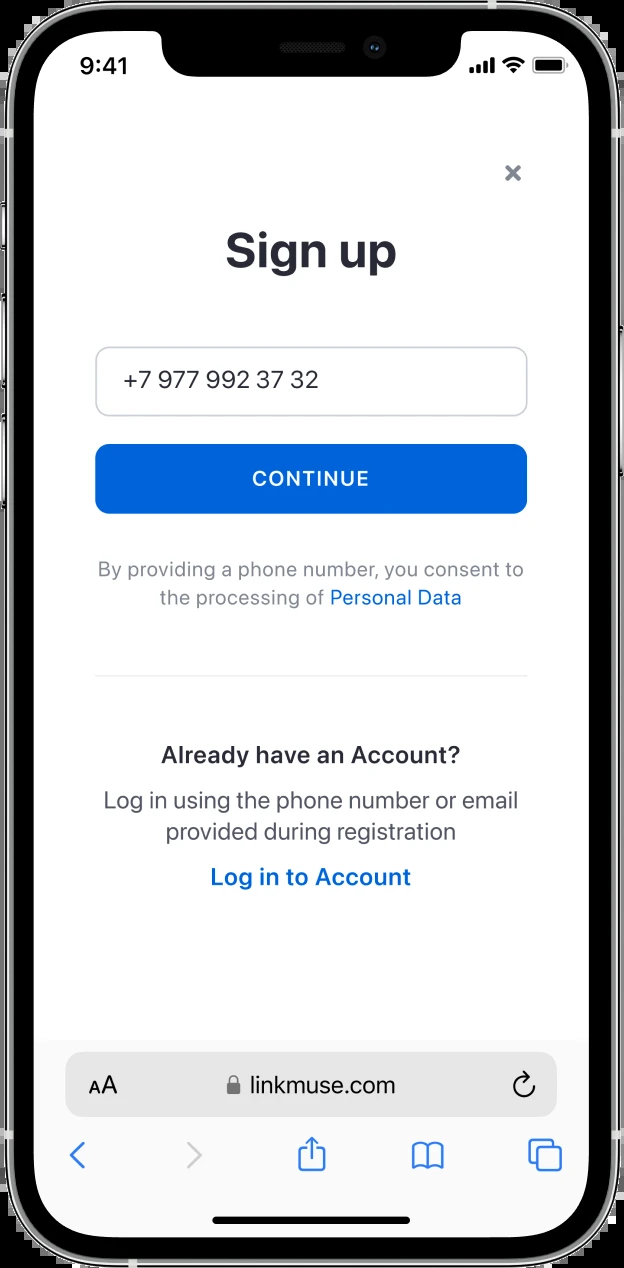 9:41
Sign up
+7 977 992 37 32
CONTINUE
By providing a phone number, you consent to
the processing of Personal Data
Already have an Account?
Log in using the phone number or email
provided during registration
Log in to Account
AA linkmuse.com